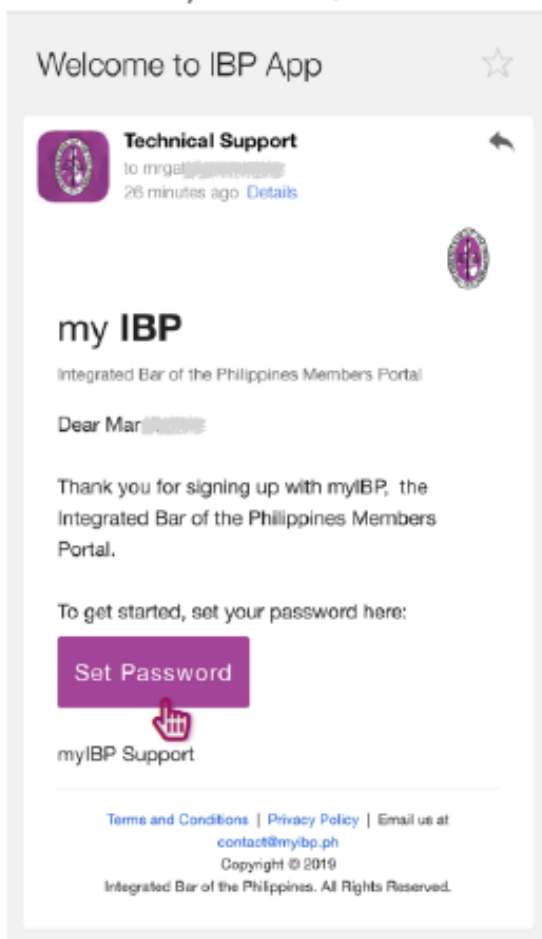 Welcome to IBP App
Technical Support
to mrgal
26 minutes ago Details
my IBP
Integrated Bar of the Philippines Members Portal
Dear Mar
Thank you for signing up with myIBP, the
Integrated Bar of the Philippines Members
Portal.
To get started, set your password here:
Set Password
myIBP Support
Terms and Conditions | Privacy Policy | Email us at
contact@myibp.ph
Copyright © 2019
Integrated Bar of the Philippines. All Rights Reserved.